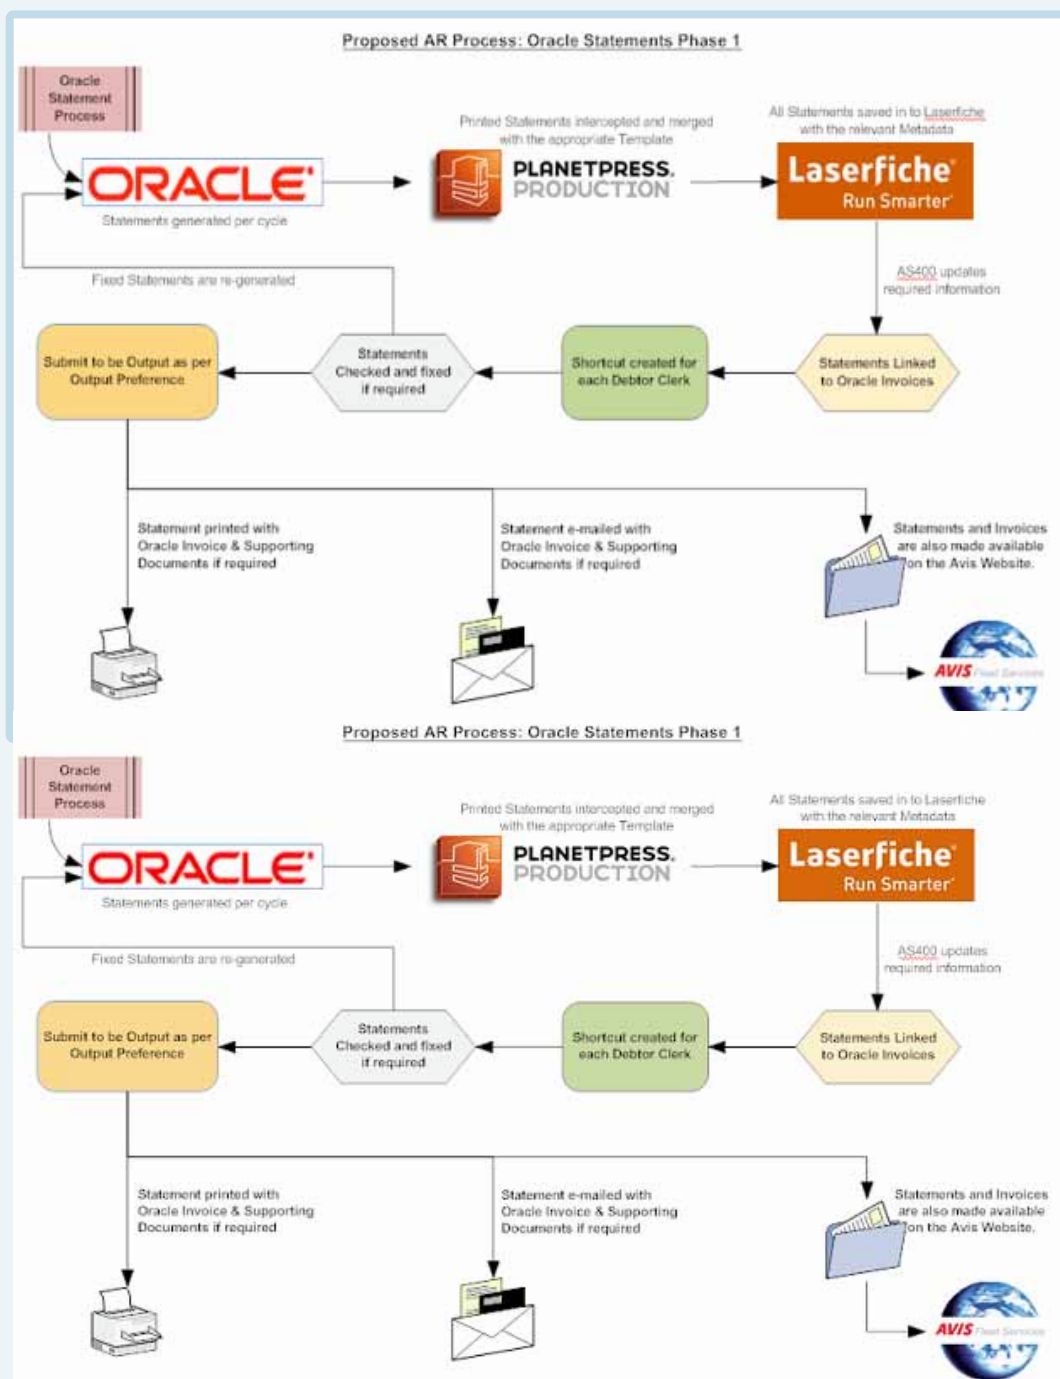 Proposed AR Process: Oracle Statements Phase 1
Oracle
Statement
Process
Printed Statements intercepted and merged
with the appropriate Template
All Statements saved in to Laserfiche
with the relevant Metadata
ORACLE
PLANETPRESS.
PRODUCTION
Laserfiche®
Run Smarter®
Statements generated per cycle
Fixed Statements are re-generated
AS400 updates
required information
Submit to be Output as per
Output Preference
Statements
Checked and fixed
if required
Shortcut created for
each Debtor Clerk
Statements Linked
to Oracle Invoices
Statement printed with
Oracle Invoice & Supporting
Documents if required
Statement e-mailed with
Oracle Invoice & Supporting
Documents if required
Statements and Invoices
are also made available
on the Avis Website.
AVIS Fleet Services
Proposed AR Process: Oracle Statements Phase 1
Oracle
Statement
Process
Printed Statements intercepted and merged
with the appropriate Template
All Statements saved in to Laserfiche
with the relevant Metadata
ORACLE
PLANETPRESS.
PRODUCTION
Laserfiche®
Run Smarter®
Statements generated per cycle
Fixed Statements are re-generated
AS400 updates
required information
Submit to be Output as per
Output Preference
Statements
Checked and fixed
if required
Shortcut created for
each Debtor Clerk
Statements Linked
to Oracle Invoices
Statement printed with
Oracle Invoice & Supporting
Documents if required
Statement e-mailed with
Oracle Invoice & Supporting
Documents if required
Statements and Invoices
are also made available
on the Avis Website.
AVIS Fleet Services